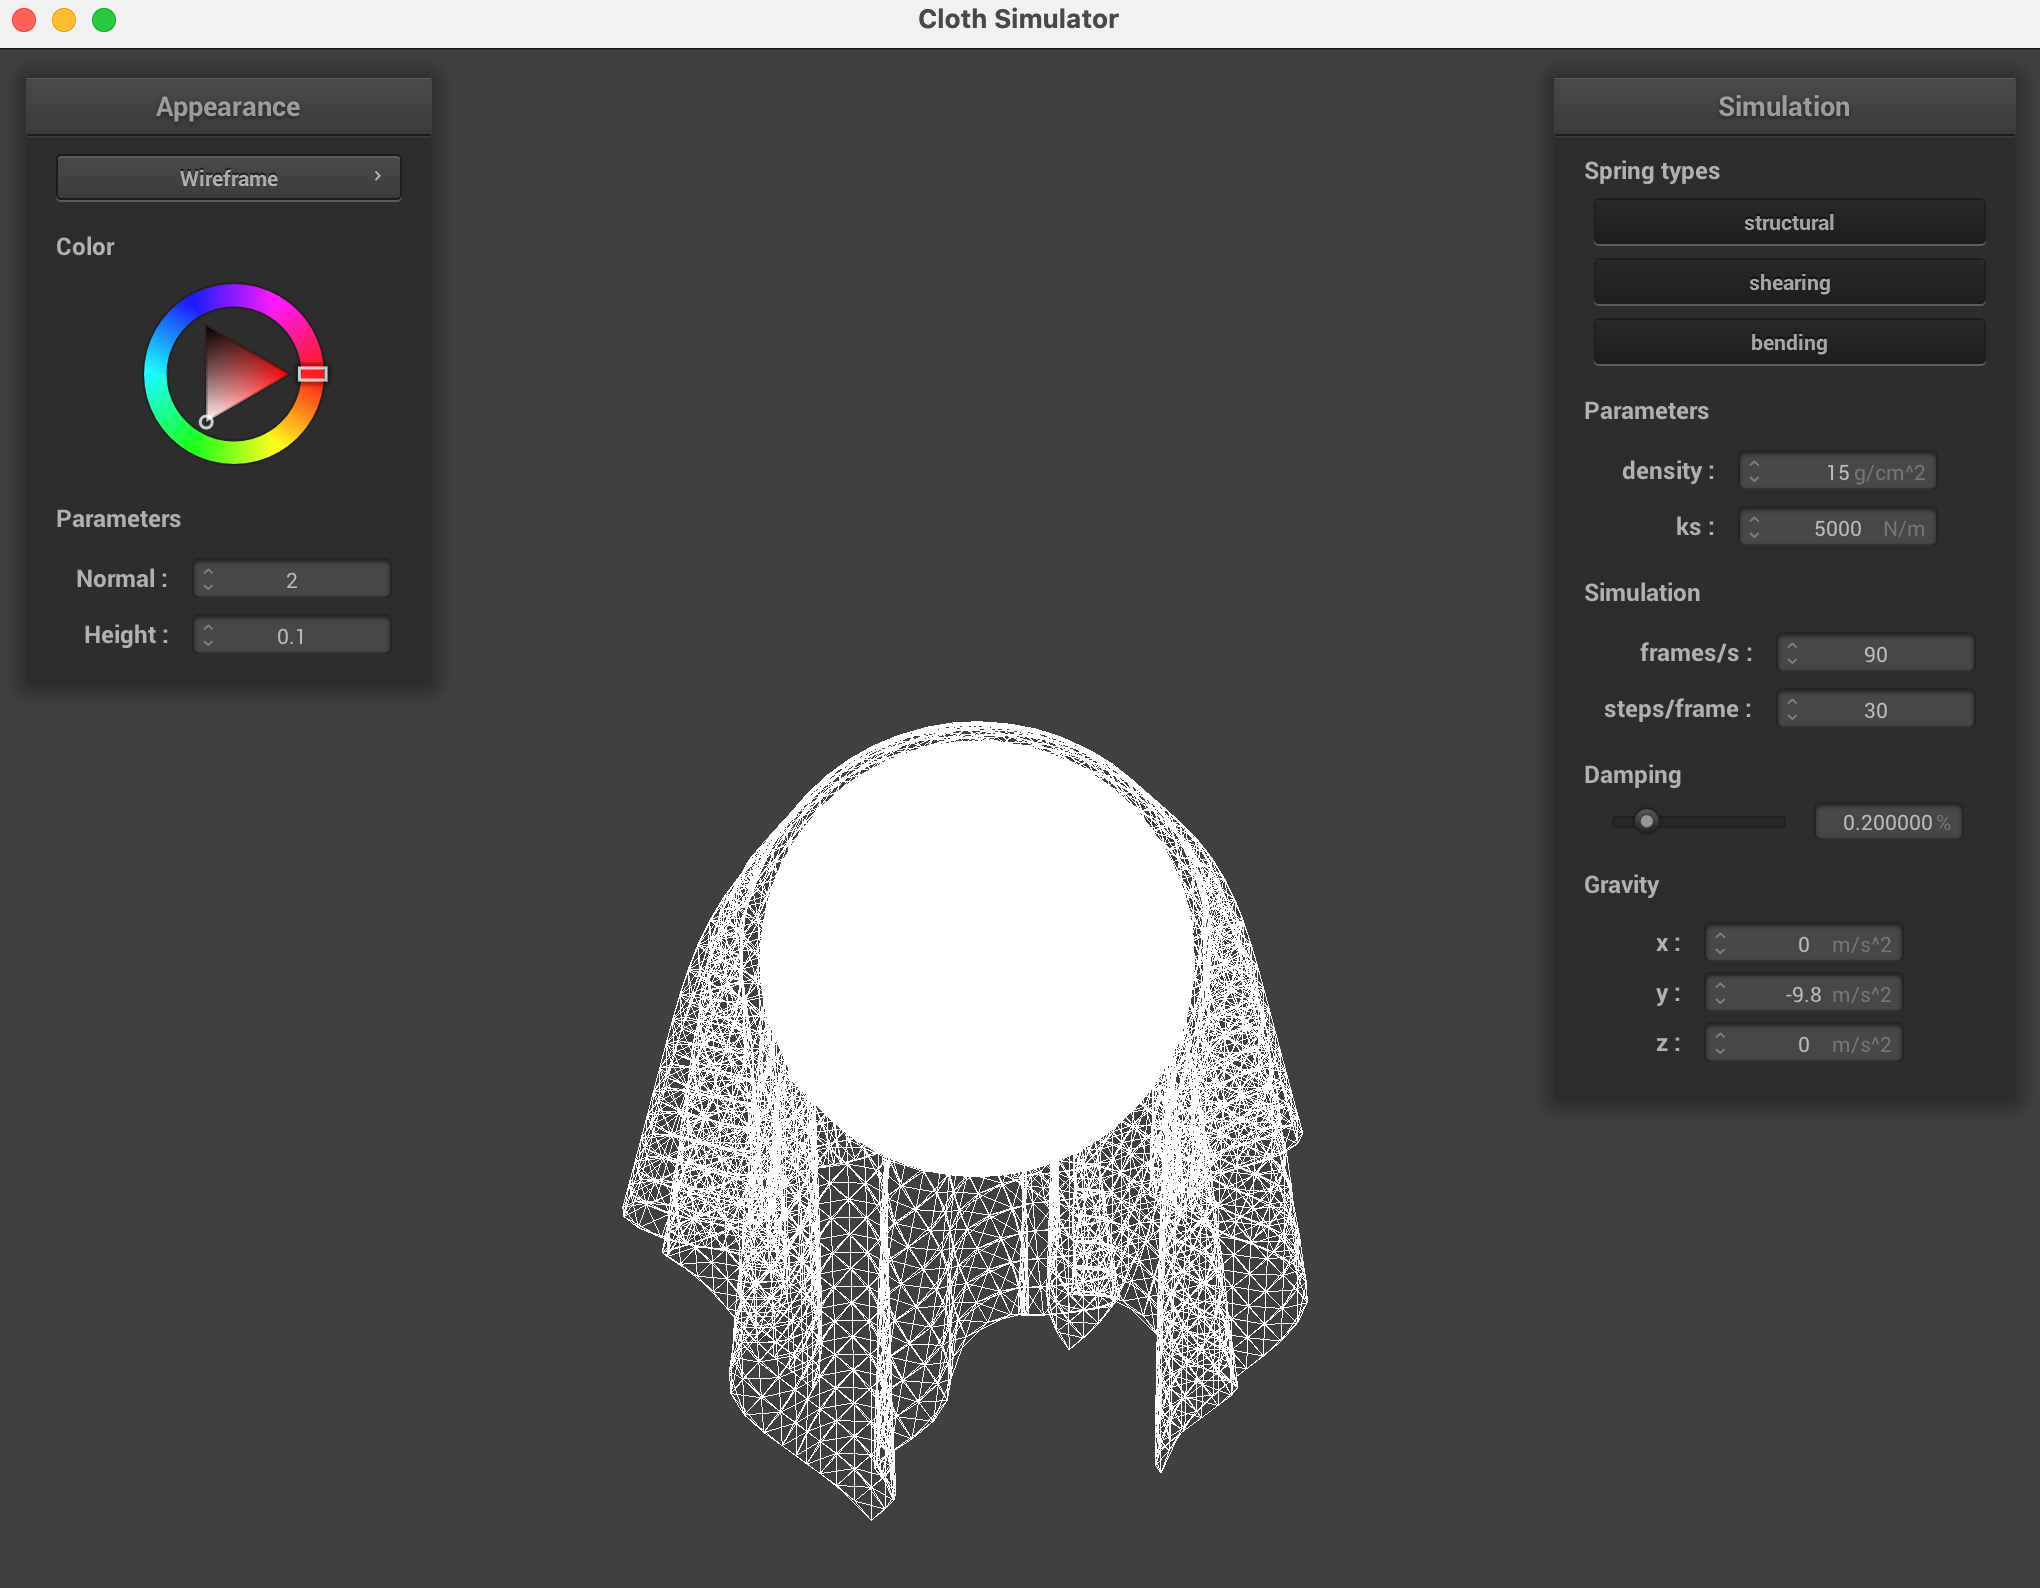 Cloth Simulator
Appearance
Wireframe
Color
Parameters
Normal : 2
Height : 0.1
Simulation
Spring types
structural
shearing
bending
Parameters
density : 15 g/cm^2
ks : 5000 N/m
Simulation
frames/s : 90
steps/frame : 30
Damping
0.200000 %
Gravity
x : 0 m/s^2
y : -9.8 m/s^2
z : 0 m/s^2